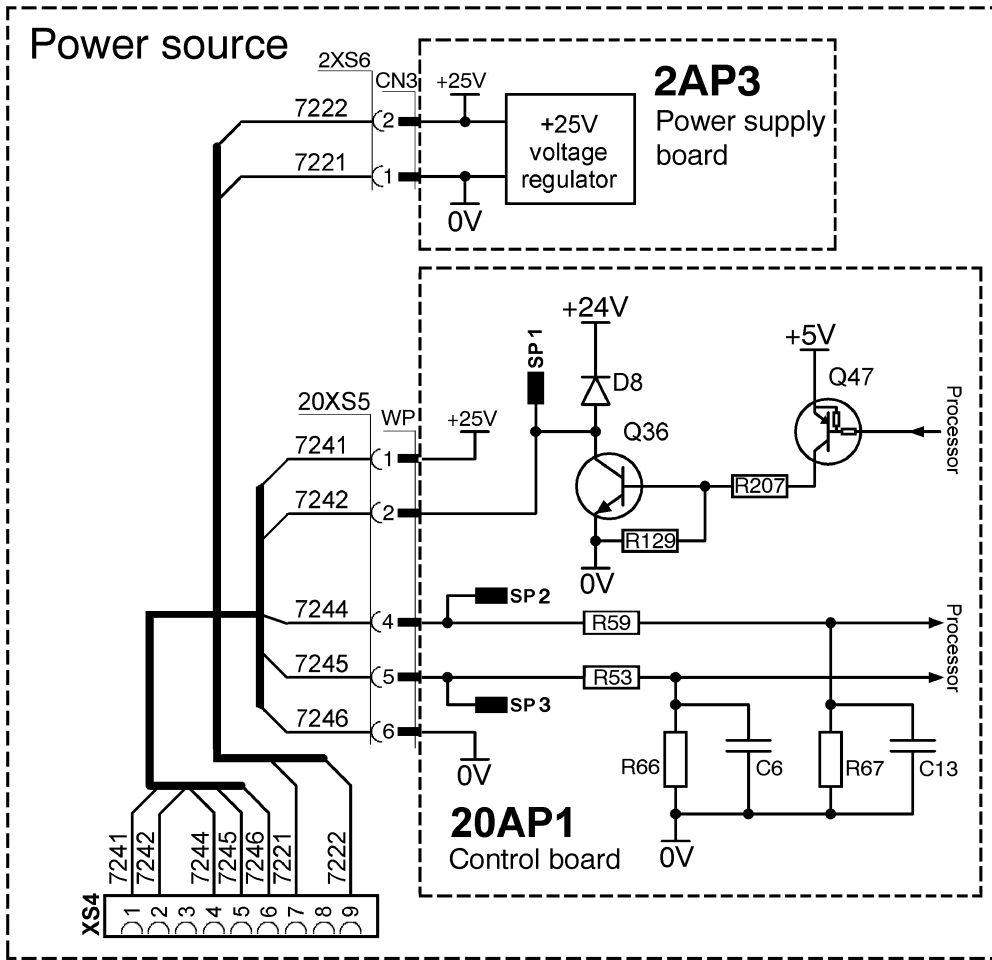 Power source
2XS6
CN3
+25V
2AP3
Power supply
board
7222
2
+25V
voltage
regulator
7221
1
0V
+24V
SP1
+5V
D8
Q47
20XS5
WP
+25V
Q36
Processor
7241
1
R207
7242
2
R129
0V
SP2
7244
4
R59
Processor
7245
5
R53
SP3
7246
6
0V
R66
C6
R67
C13
20AP1
Control board
0V
7241
7242
7244
7245
7246
7221
7222
XS4
1
2
3
4
5
6
7
8
9